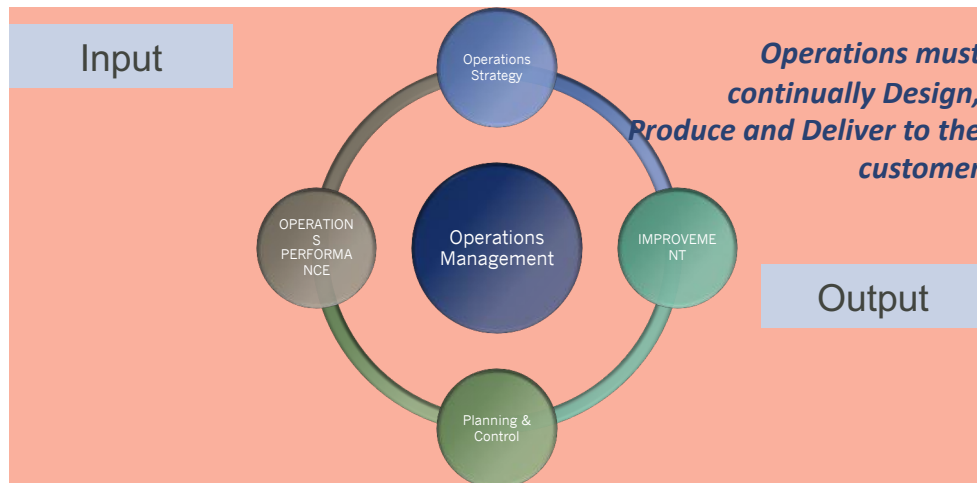 Input
Operations
Strategy
Operations must
continually Design,
Produce and Deliver to the
customer
OPERATION
S
PERFORMA
NCE
Operations
Management
IMPROVEME
NT
Output
Planning &
Control